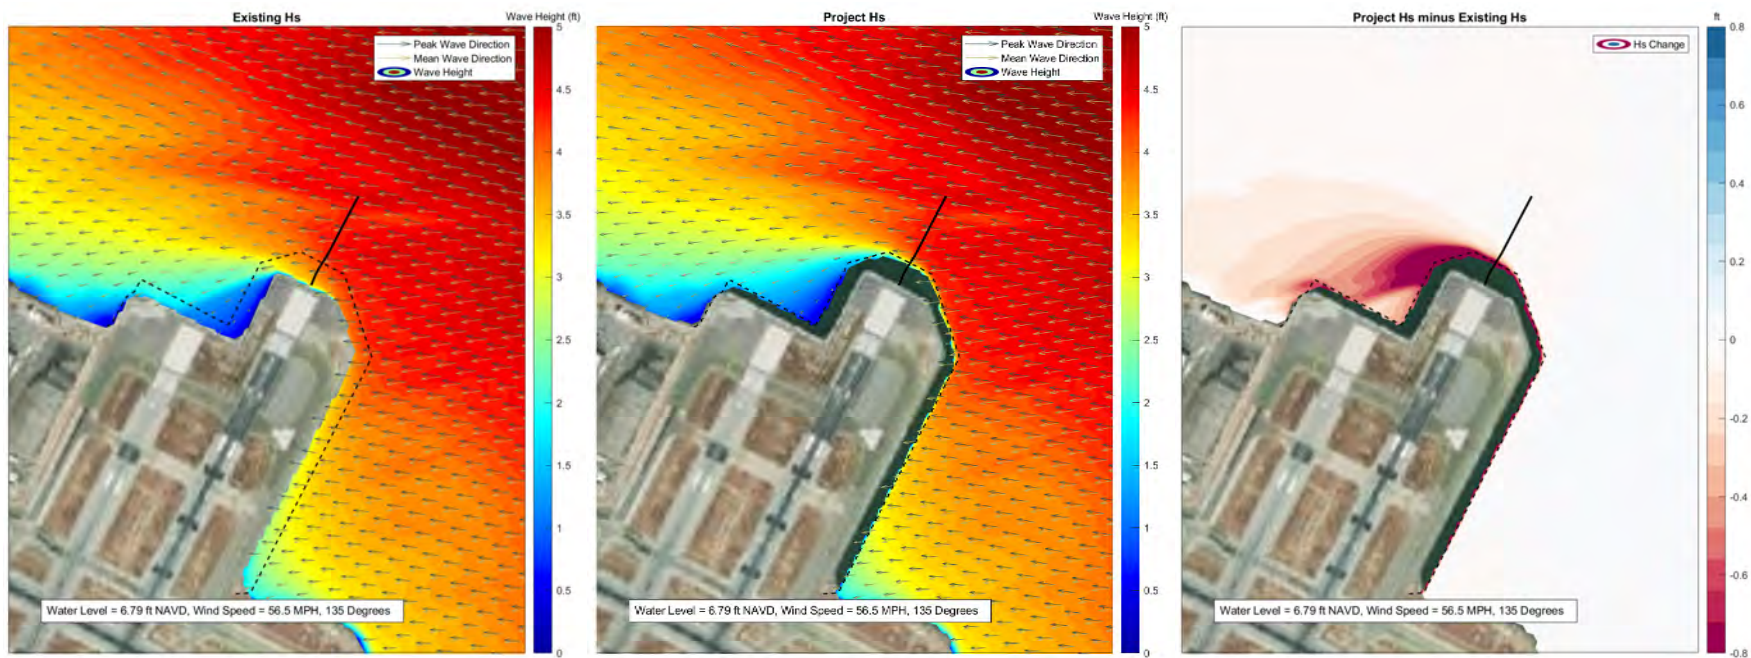 Existing Hs
Wave Height (ft)
Peak Wave Direction
Mean Wave Direction
Wave Height
5
4.5
4
3.5
3
2.5
2
1.5
1
0.5
0
Water Level = 6.79 ft NAVD, Wind Speed = 56.5 MPH, 135 Degrees
Project Hs
Wave Height (ft)
Peak Wave Direction
Mean Wave Direction
Wave Height
5
4.5
4
3.5
3
2.5
2
1.5
1
0.5
0
Water Level = 6.79 ft NAVD, Wind Speed = 56.5 MPH, 135 Degrees
Project Hs minus Existing Hs
ft
Hs Change
0.8
0.6
0.4
0.2
0
-0.2
-0.4
-0.6
-0.8
Water Level = 6.79 ft NAVD, Wind Speed = 56.5 MPH, 135 Degrees